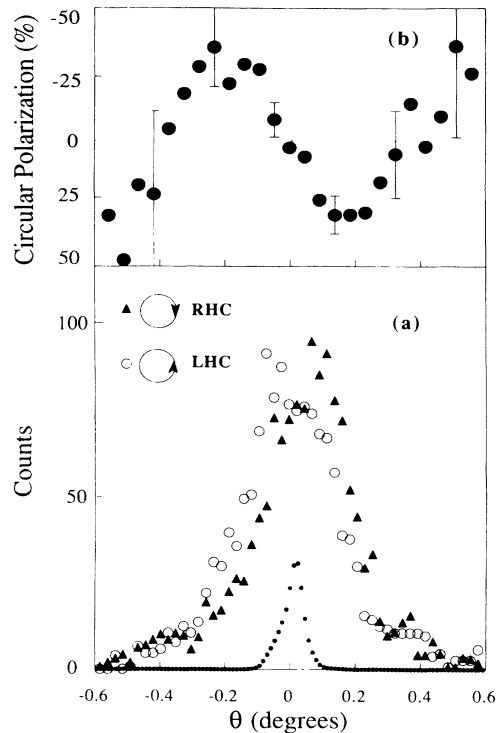 -50
(b)
-25
0
25
50
Circular Polarization (%)
RHC
(a)
100
LHC
50
0
Counts
-0.6 -0.4 -0.2 0 0.2 0.4 0.6
θ (degrees)